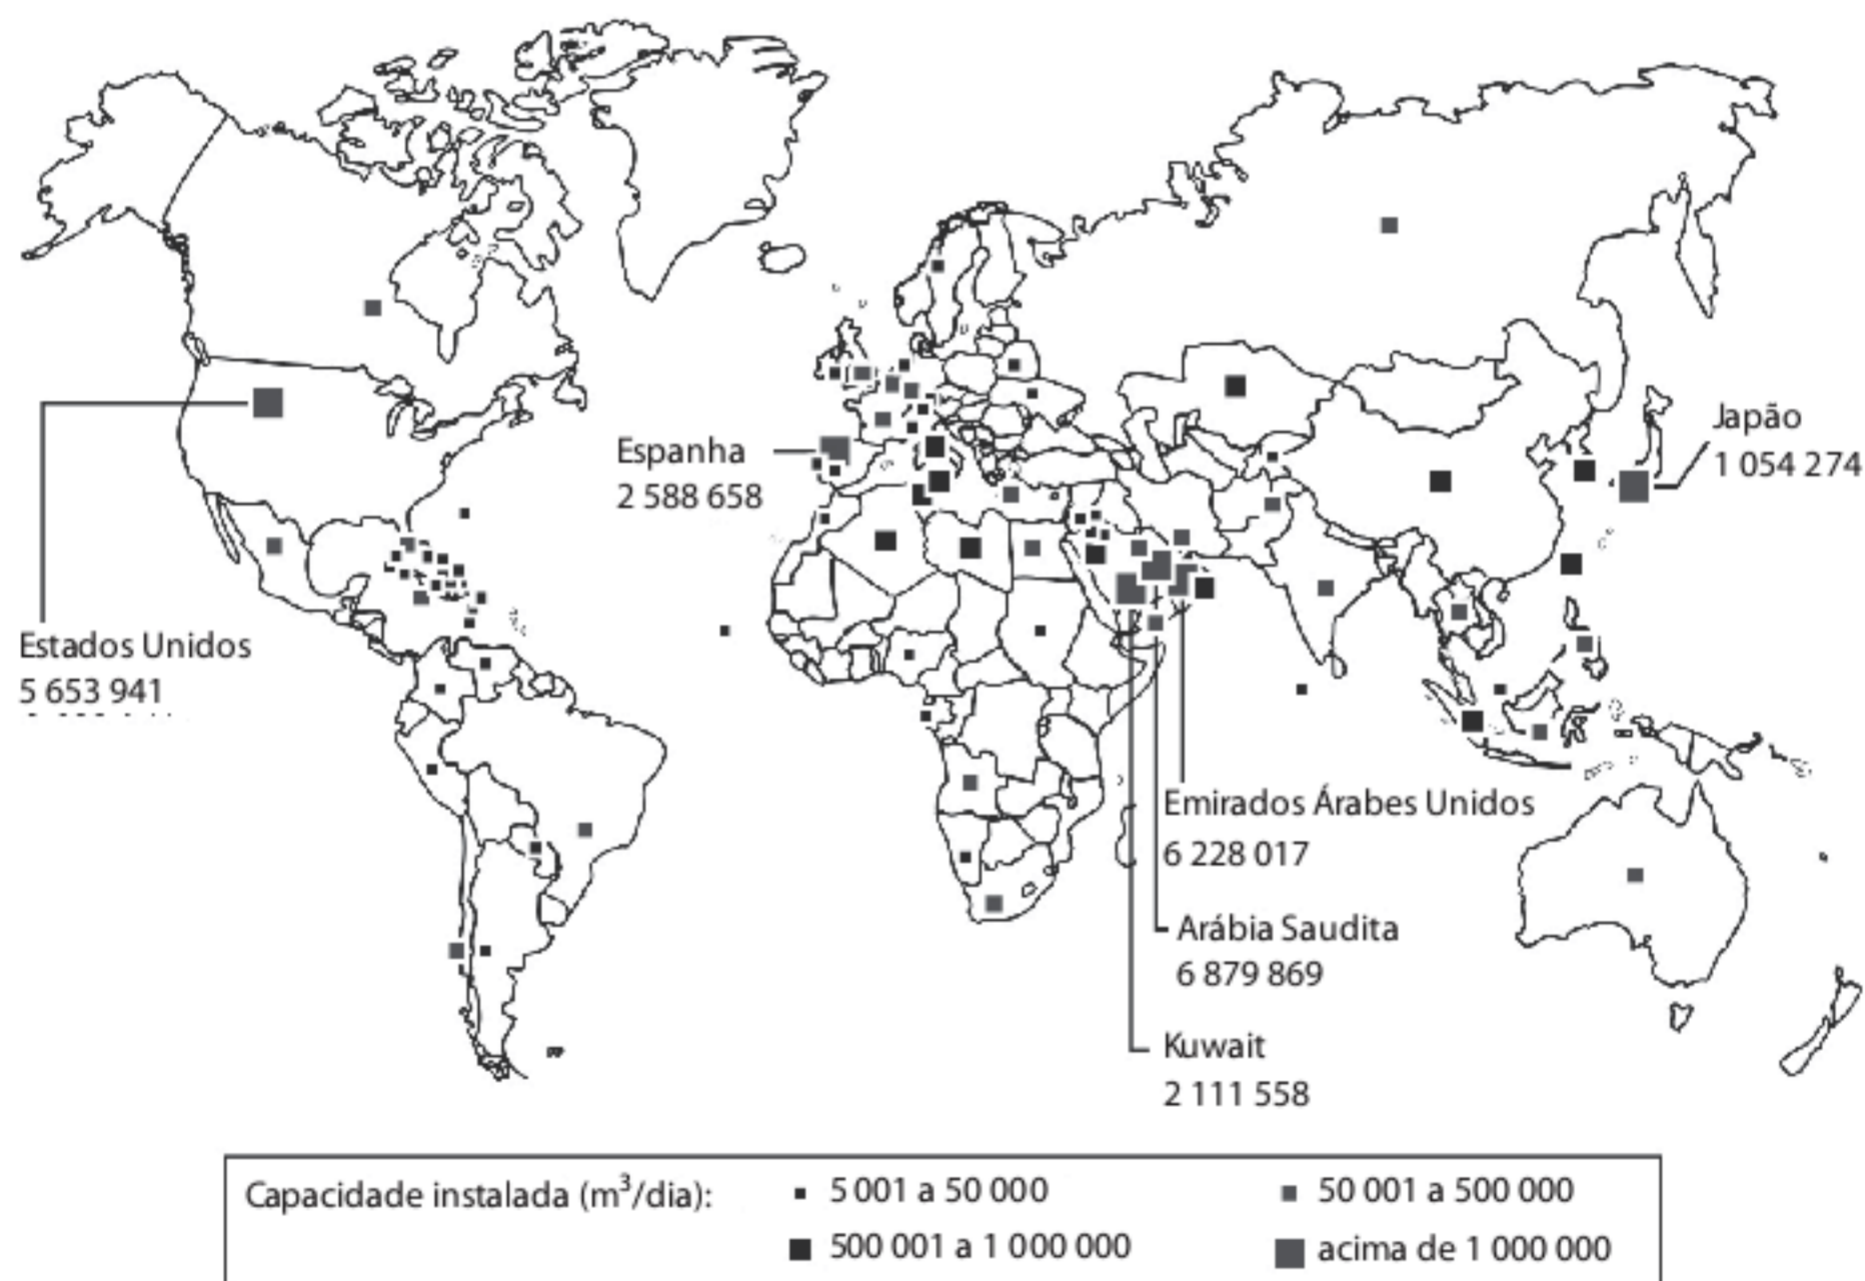 Espanha
2 588 658
Japão
1 054 274
Estados Unidos
5 653 941
Emirados Árabes Unidos
6 228 017
Arábia Saudita
6 879 869
Kuwait
2 111 558
Capacidade instalada (m³/dia):
5 001 a 50 000
50 001 a 500 000
500 001 a 1 000 000
acima de 1 000 000